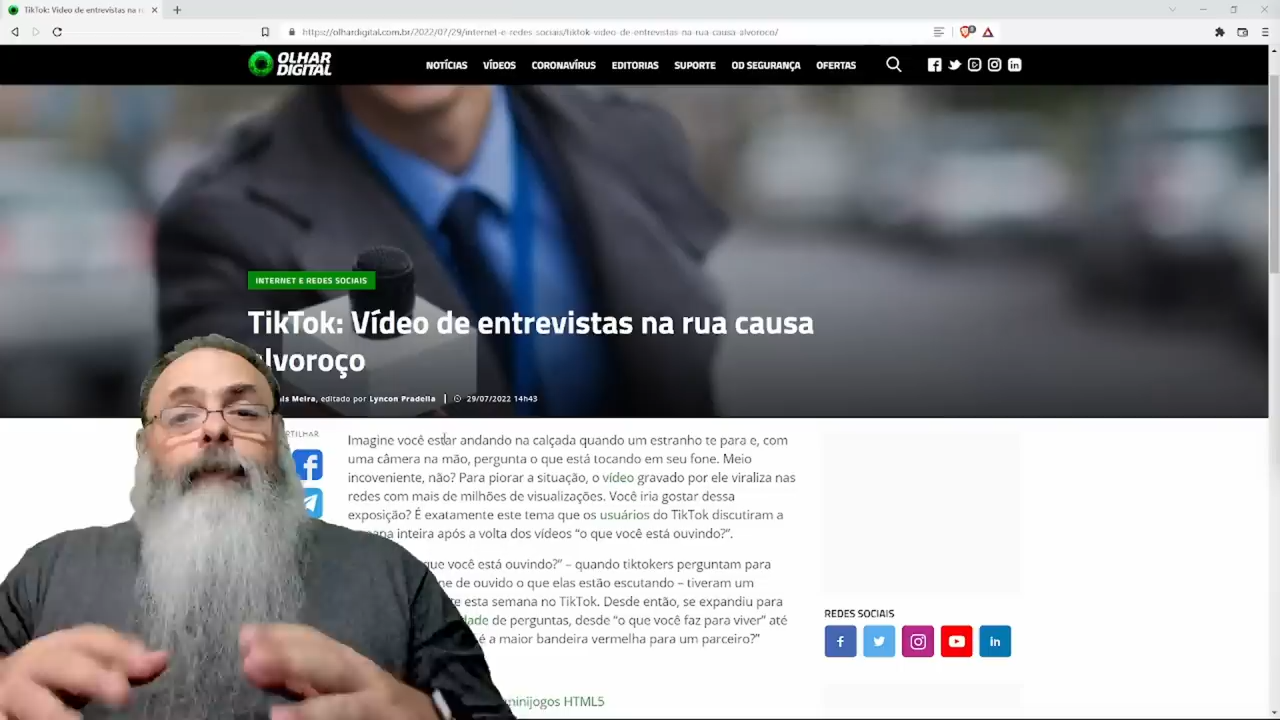 TikTok: Vídeo de entrevistas na r
https://olhardigital.com.br/2022/07/29/internet-e-redes-sociais/tiktok-video-de-entrevistas-na-rua-causa-alvoroco/
OLHAR DIGITAL
NOTÍCIAS VÍDEOS CORONAVÍRUS EDITORIAS SUPORTE OD SEGURANÇA OFERTAS
INTERNET E REDES SOCIAIS
TikTok: Vídeo de entrevistas na rua causa
alvoroço
Meira, editado por Lyncon Pradella | 29/07/2022 14h43
Imagine você estar andando na calçada quando um estranho te para e, com
uma câmera na mão, pergunta o que está tocando em seu fone. Meio
incoveniente, não? Para piorar a situação, o vídeo gravado por ele viraliza nas
redes com mais de milhões de visualizações. Você iria gostar dessa
exposição? É exatamente este tema que os usuários do TikTok discutiram a
inteira após a volta dos vídeos “o que você está ouvindo?”.
que você está ouvindo?” – quando tiktokers perguntam para
de ouvido o que elas estão escutando – tiveram um
esta semana no TikTok. Desde então, se expandiu para
de perguntas, desde “o que você faz para viver” até
é a maior bandeira vermelha para um parceiro?”
minijogos HTML5
REDES SOCIAIS